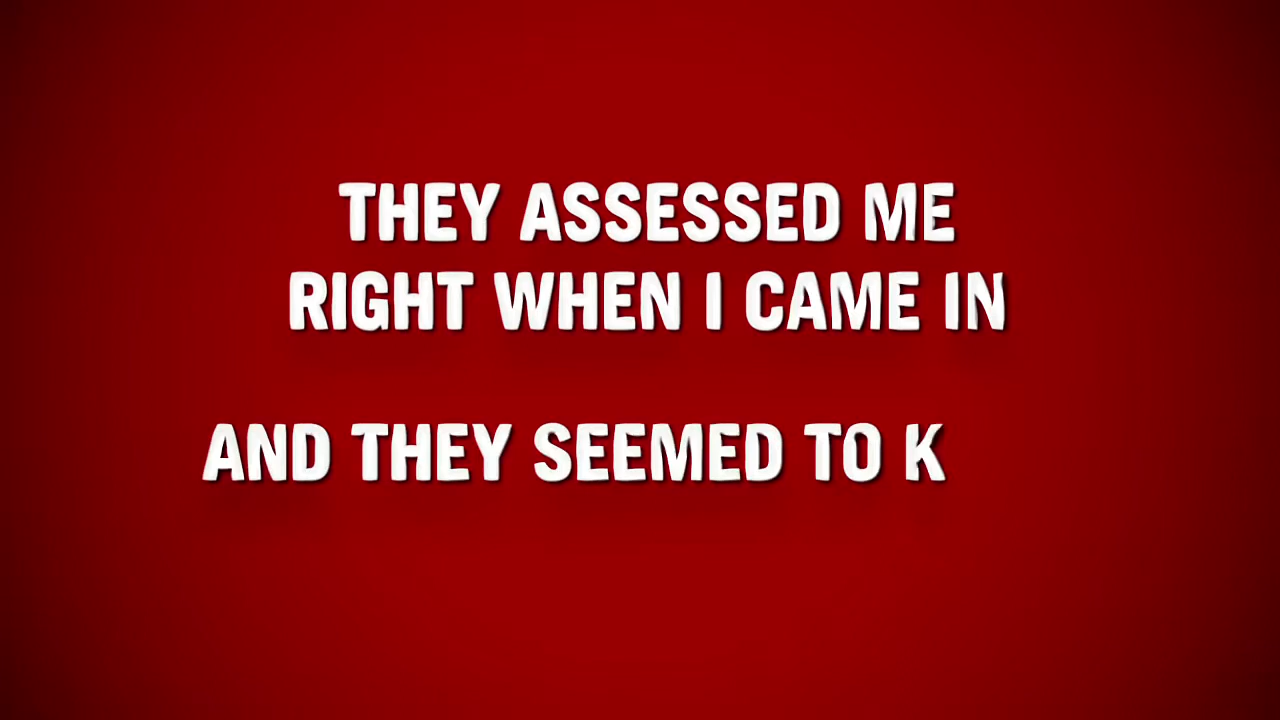 THEY ASSESSED ME
RIGHT WHEN I CAME IN
AND THEY SEEMED TO K